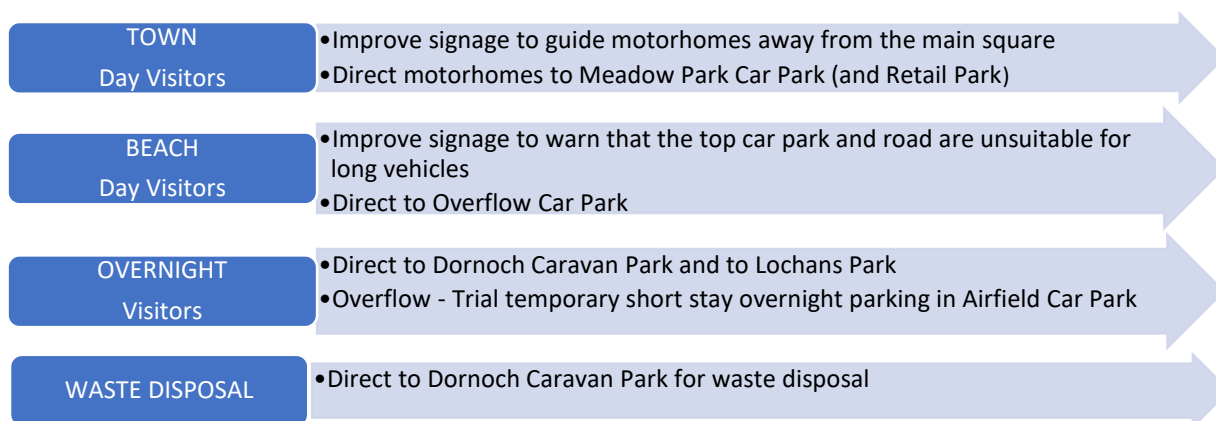 TOWN
Day Visitors
•Improve signage to guide motorhomes away from the main square
•Direct motorhomes to Meadow Park Car Park (and Retail Park)
BEACH
Day Visitors
•Improve signage to warn that the top car park and road are unsuitable for
long vehicles
•Direct to Overflow Car Park
OVERNIGHT
Visitors
•Direct to Dornoch Caravan Park and to Lochans Park
•Overflow - Trial temporary short stay overnight parking in Airfield Car Park
WASTE DISPOSAL
•Direct to Dornoch Caravan Park for waste disposal